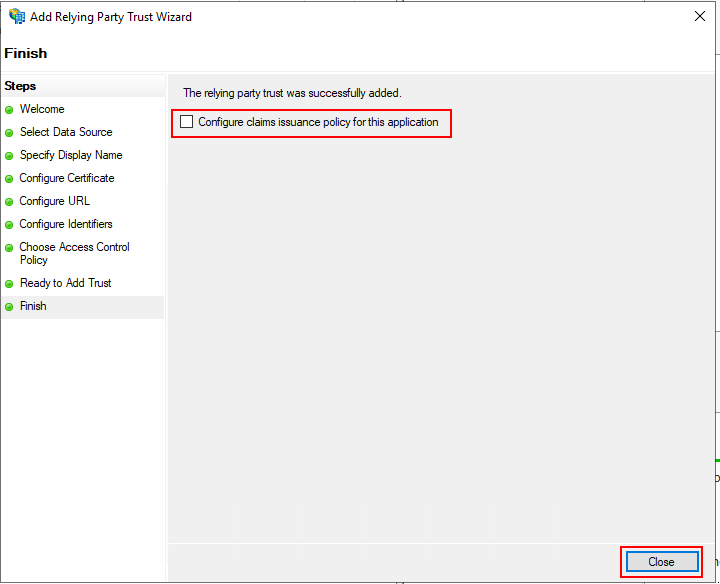 Add Relying Party Trust Wizard
Finish
Steps
Welcome
Select Data Source
Specify Display Name
Configure Certificate
Configure URL
Configure Identifiers
Choose Access Control
Policy
Ready to Add Trust
Finish
The relying party trust was successfully added.
Configure claims issuance policy for this application
Close